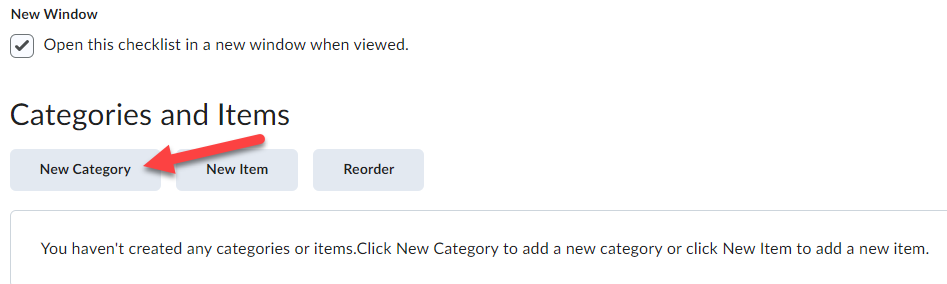 New Window
Open this checklist in a new window when viewed.
Categories and Items
New Category New Item Reorder
You haven't created any categories or items.Click New Category to add a new category or click New Item to add a new item.